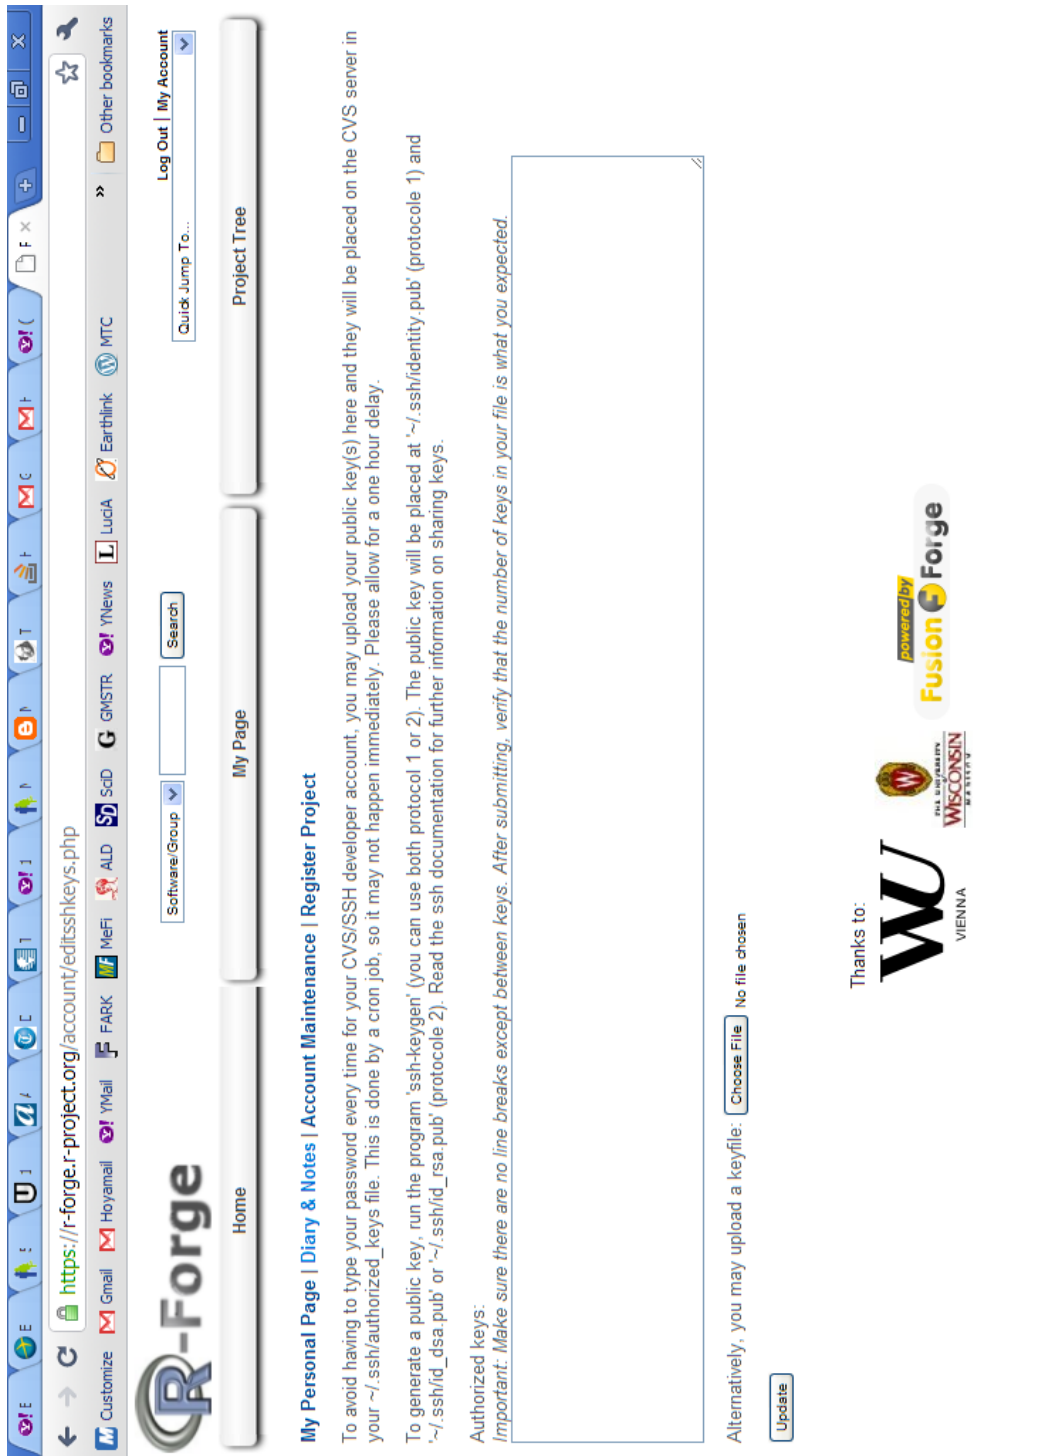 https://r-forge.r-project.org/account/editsshkeys.php
Customize Gmail Hoyamail YMail FARK MeFi ALD SciD GMSTR YNews LuciA Earthlink MTC » Other bookmarks
R-Forge
Log Out | My Account
Software/Group Search Quick Jump To...
Home My Page Project Tree
My Personal Page | Diary & Notes | Account Maintenance | Register Project
To avoid having to type your password every time for your CVS/SSH developer account, you may upload your public key(s) here and they will be placed on the CVS server in
your ~/.ssh/authorized_keys file. This is done by a cron job, so it may not happen immediately. Please allow for a one hour delay.
To generate a public key, run the program 'ssh-keygen' (you can use both protocol 1 or 2). The public key will be placed at '~/.ssh/identity.pub' (protocole 1) and
'~/.ssh/id_dsa.pub' or '~/.ssh/id_rsa.pub' (protocole 2). Read the ssh documentation for further information on sharing keys.
Authorized keys:
Important: Make sure there are no line breaks except between keys. After submitting, verify that the number of keys in your file is what you expected.
Alternatively, you may upload a keyfile: Choose File No file chosen
Update
Thanks to:
WU
VIENNA
W
THE UNIVERSITY
WISCONSIN
MADISON
powered by
Fusion Forge